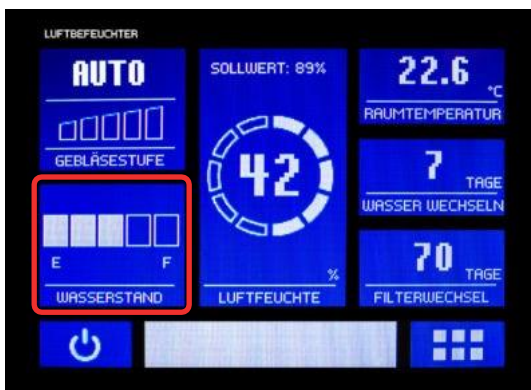 LUFTBEFEUCHTER
AUTO
GEBLÄSESTUFE
E F
WASSERSTAND
SOLLWERT: 89%
42
%
LUFTFEUCHTE
22.6 °C
RAUMTEMPERATUR
7 TAGE
WASSER WECHSELN
70 TAGE
FILTERWECHSEL